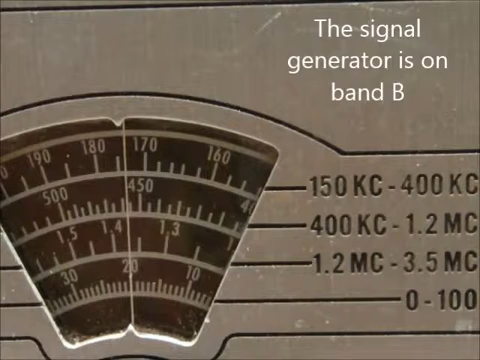 The signal
generator is on
band B
190 180 170 160
500 450
1.5 1.4 1.3
30 20 10
150 KC - 400 KC
400 KC - 1.2 MC
1.2 MC - 3.5 MC
0 - 100